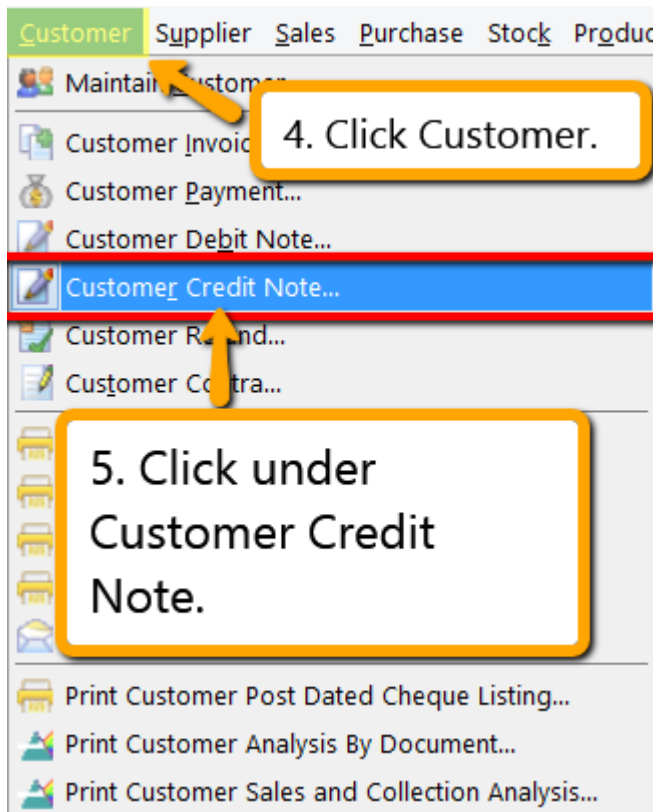 Customer Supplier Sales Purchase Stock
Customer
4. Click Customer.
Customer
Customer Payment...
Customer Debit Note...
Customer Credit Note...
Customer
Customer
5. Click under
Customer Credit
Note.
Print Customer Post Dated Cheque Listing...
Print Customer Analysis By Document...
Print Customer Sales and Collection Analysis...